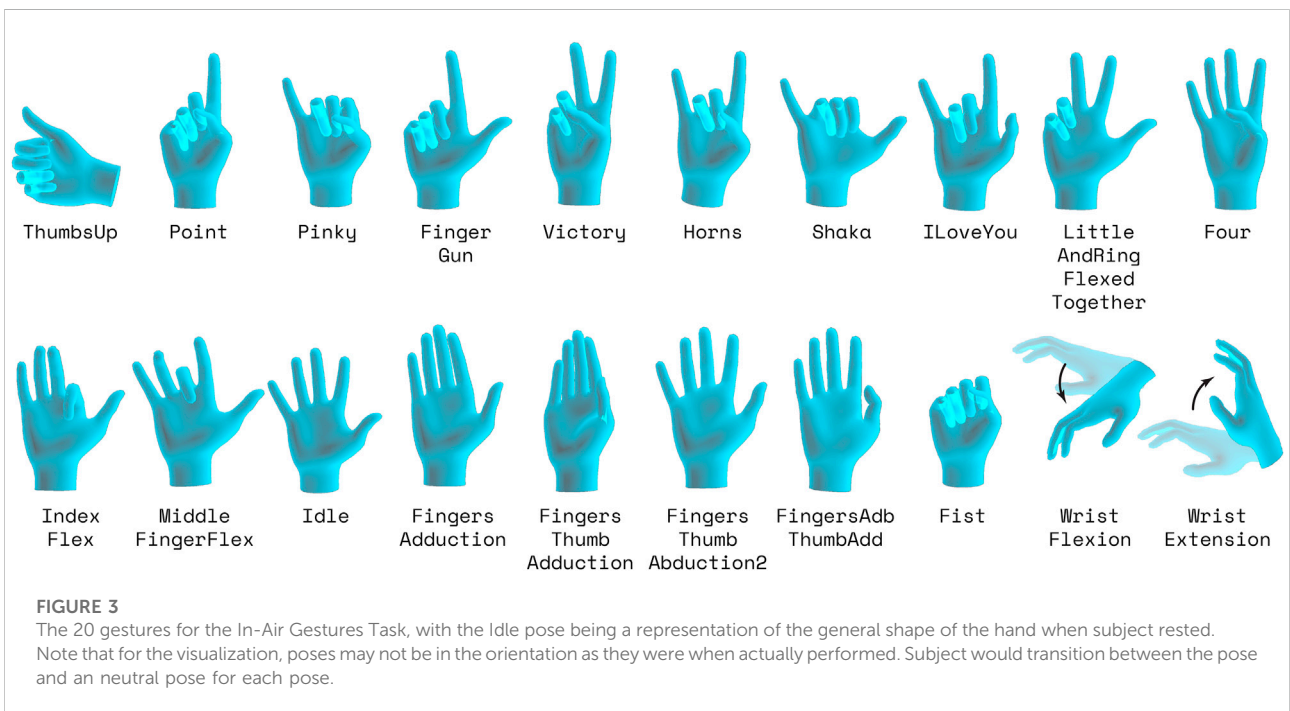 ThumbsUp
Point
Pinky
Finger
Gun
Victory
Horns
Shaka
ILoveYou
Little
AndRing
Flexed
Together
Four
Index
Flex
Middle
FingerFlex
Idle
Fingers
Adduction
Fingers
Thumb
Adduction
Fingers
Thumb
Abduction2
FingersAdb
ThumbAdd
Fist
Wrist
Flexion
Wrist
Extension
FIGURE 3
The 20 gestures for the In-Air Gestures Task, with the Idle pose being a representation of the general shape of the hand when subject rested.
Note that for the visualization, poses may not be in the orientation as they were when actually performed. Subject would transition between the pose
and an neutral pose for each pose.